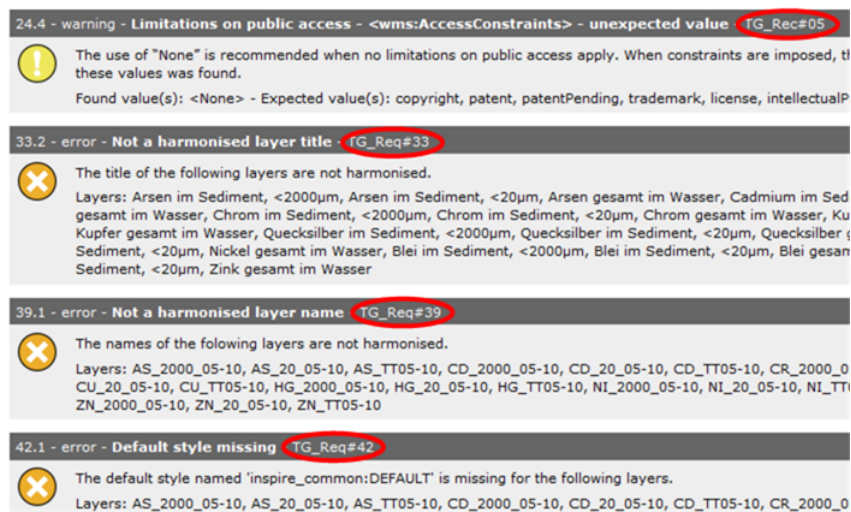 24.4 - warning - Limitations on public access - <wms:AccessConstraints> - unexpected value - TG_Rec#05
The use of "None" is recommended when no limitations on public access apply. When constraints are imposed,
these values was found.
Found value(s): <None> - Expected value(s): copyright, patent, patentPending, trademark, license, intellectualP
33.2 - error - Not a harmonised layer title - TG_Req#33
The title of the following layers are not harmonised.
Layers: Arsen im Sediment, <2000µm, Arsen im Sediment, <20µm, Arsen gesamt im Wasser, Cadmium im Sed
gesamt im Wasser, Chrom im Sediment, <2000µm, Chrom im Sediment, <20µm, Chrom gesamt im Wasser, Ku
Kupfer gesamt im Wasser, Quecksilber im Sediment, <2000µm, Quecksilber im Sediment, <20µm, Quecksilber
Sediment, <20µm, Nickel gesamt im Wasser, Blei im Sediment, <2000µm, Blei im Sediment, <20µm, Blei gesam
Sediment, <20µm, Zink gesamt im Wasser
39.1 - error - Not a harmonised layer name - TG_Req#39
The names of the folowing layers are not harmonised.
Layers: AS_2000_05-10, AS_20_05-10, AS_TT05-10, CD_2000_05-10, CD_20_05-10, CD_TT05-10, CR_2000_0
CU_20_05-10, CU_TT05-10, HG_2000_05-10, HG_20_05-10, HG_TT05-10, NI_2000_05-10, NI_20_05-10, NI_TT
ZN_2000_05-10, ZN_20_05-10, ZN_TT05-10
42.1 - error - Default style missing - TG_Req#42
The default style named 'inspire_common:DEFAULT' is missing for the following layers.
Layers: AS_2000_05-10, AS_20_05-10, AS_TT05-10, CD_2000_05-10, CD_20_05-10, CD_TT05-10, CR_2000_0